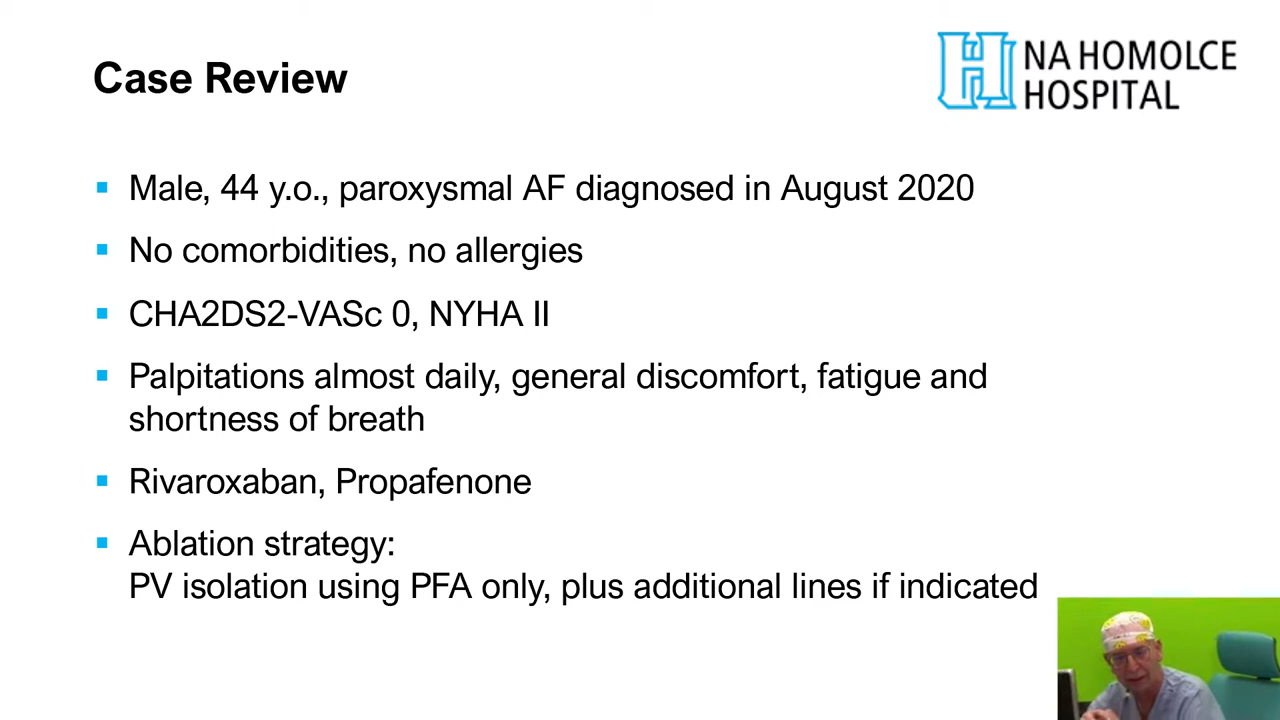 Case Review
NA HOMOLCE
HOSPITAL
Male, 44 y.o., paroxysmal AF diagnosed in August 2020
No comorbidities, no allergies
CHA2DS2-VASc 0, NYHA II
Palpitations almost daily, general discomfort, fatigue and
shortness of breath
Rivaroxaban, Propafenone
Ablation strategy:
PV isolation using PFA only, plus additional lines if indicated